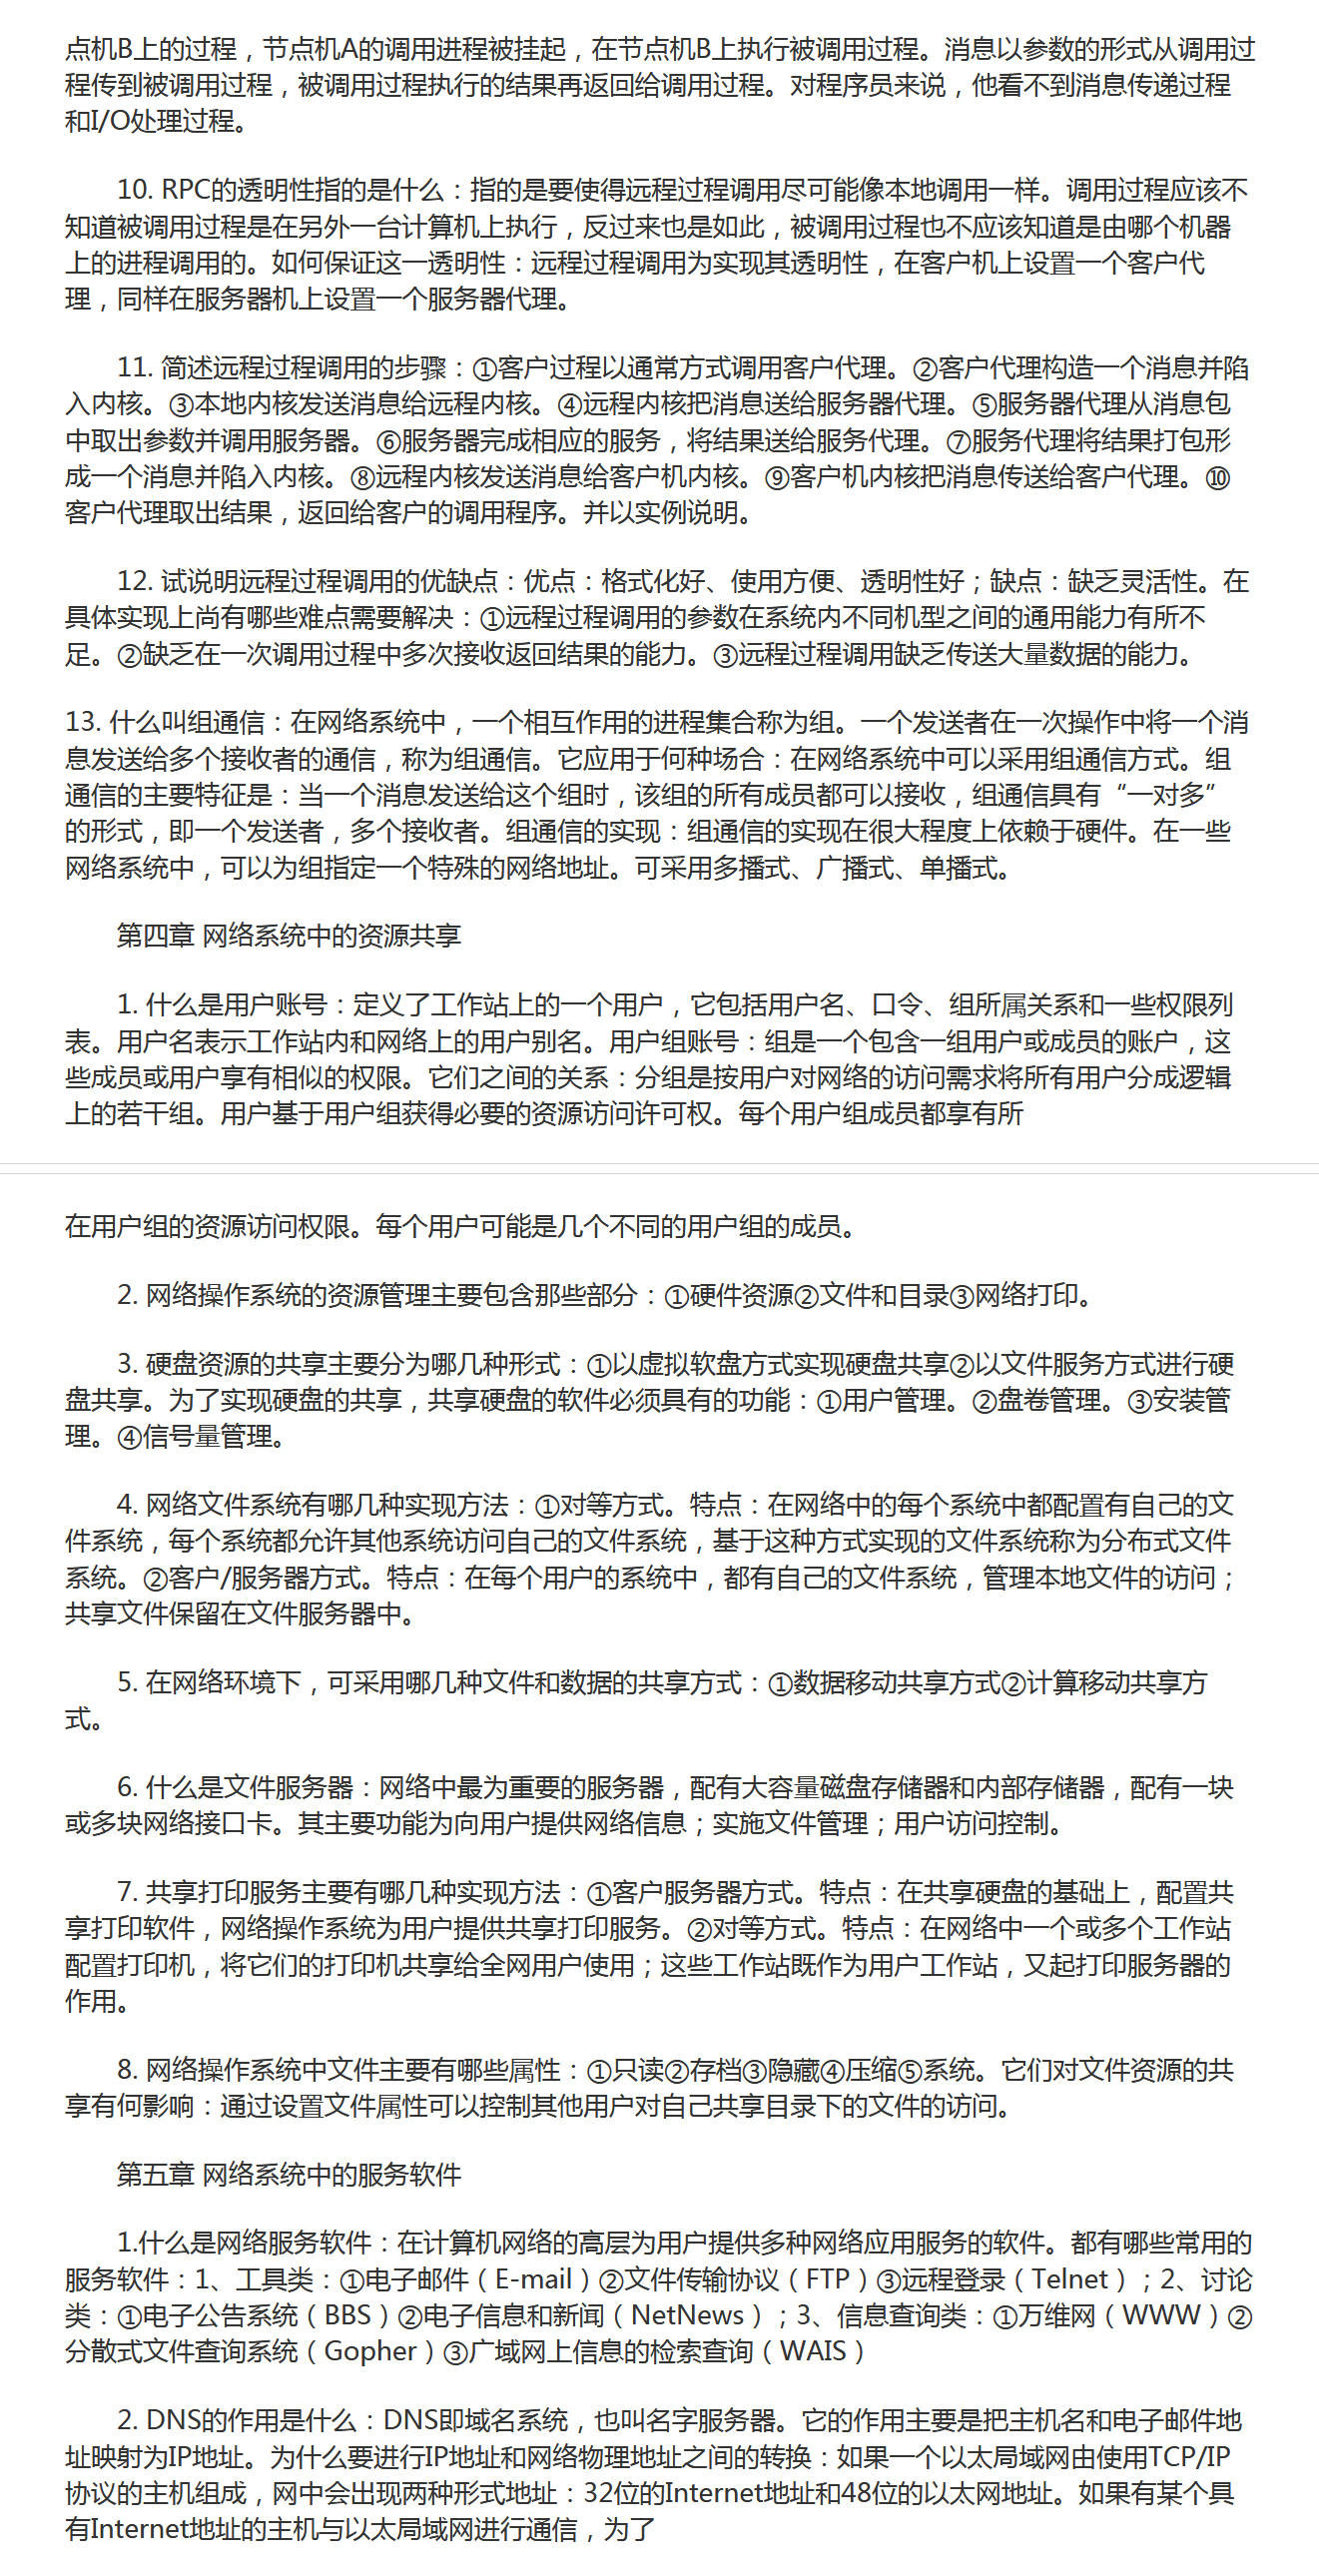 点机B上的过程，节点机A的调用进程被挂起，在节点机B上执行被调用过程。消息以参数的形式从调用过
程传到被调用过程，被调用过程执行的结果再返回给调用过程。对程序员来说，他看不到消息传递过程
和I/O处理过程。
10. RPC的透明性指的是什么：指的是要使得远程过程调用尽可能像本地调用一样。调用过程应该不
知道被调用过程是在另外一台计算机上执行，反过来也是如此，被调用过程也不应该知道是由哪个机器
上的进程调用的。如何保证这一透明性：远程过程调用为实现其透明性，在客户机上设置一个客户代
理，同样在服务器机上设置一个服务器代理。
11. 简述远程过程调用的步骤：①客户过程以通常方式调用客户代理。②客户代理构造一个消息并陷
入内核。③本地内核发送消息给远程内核。④远程内核把消息送给服务器代理。⑤服务器代理从消息包
中取出参数并调用服务器。⑥服务器完成相应的服务，将结果送给服务代理。⑦服务代理将结果打包形
成一个消息并陷入内核。⑧远程内核发送消息给客户机内核。⑨客户机内核把消息传送给客户代理。⑩
客户代理取出结果，返回给客户的调用程序。并以实例说明。
12. 试说明远程过程调用的优缺点：优点：格式化好、使用方便、透明性好；缺点：缺乏灵活性。在
具体实现上尚有哪些难点需要解决：①远程过程调用的参数在系统内不同机型之间的通用能力有所不
足。②缺乏在一次调用过程中多次接收返回结果的能力。③远程过程调用缺乏传送大量数据的能力。
13. 什么叫组通信：在网络系统中，一个相互作用的进程集合称为组。一个发送者在一次操作中将一个消
息发送给多个接收者的通信，称为组通信。它应用于何种场合：在网络系统中可以采用组通信方式。组
通信的主要特征是：当一个消息发送给这个组时，该组的所有成员都可以接收，组通信具有“一对多”
的形式，即一个发送者，多个接收者。组通信的实现：组通信的实现在很大程度上依赖于硬件。在一些
网络系统中，可以为组指定一个特殊的网络地址。可采用多播式、广播式、单播式。
第四章 网络系统中的资源共享
1. 什么是用户账号：定义了工作站上的一个用户，它包括用户名、口令、组所属关系和一些权限列
表。用户名表示工作站内和网络上的用户别名。用户组账号：组是一个包含一组用户或成员的账户，这
些成员或用户享有相似的权限。它们之间的关系：分组是按用户对网络的访问需求将所有用户分成逻辑
上的若干组。用户基于用户组获得必要的资源访问许可权。每个用户组成员都享有所
在用户组的资源访问权限。每个用户可能是几个不同的用户组的成员。
2. 网络操作系统的资源管理主要包含那些部分：①硬件资源②文件和目录③网络打印。
3. 硬盘资源的共享主要分为哪几种形式：①以虚拟软盘方式实现硬盘共享②以文件服务方式进行硬
盘共享。为了实现硬盘的共享，共享硬盘的软件必须具有的功能：①用户管理。②盘卷管理。③安装管
理。④信号量管理。
4. 网络文件系统有哪几种实现方法：①对等方式。特点：在网络中的每个系统中都配置有自己的文
件系统，每个系统都允许其他系统访问自己的文件系统，基于这种方式实现的文件系统称为分布式文件
系统。②客户/服务器方式。特点：在每个用户的系统中，都有自己的文件系统，管理本地文件的访问；
共享文件保留在文件服务器中。
5. 在网络环境下，可采用哪几种文件和数据的共享方式：①数据移动共享方式②计算移动共享方
式。
6. 什么是文件服务器：网络中最为重要的服务器，配有大容量磁盘存储器和内部存储器，配有一块
或多块网络接口卡。其主要功能为向用户提供网络信息；实施文件管理；用户访问控制。
7. 共享打印服务主要有哪几种实现方法：①客户服务器方式。特点：在共享硬盘的基础上，配置共
享打印软件，网络操作系统为用户提供共享打印服务。②对等方式。特点：在网络中一个或多个工作站
配置打印机，将它们的打印机共享给全网用户使用；这些工作站既作为用户工作站，又起打印服务器的
作用。
8. 网络操作系统中文件主要有哪些属性：①只读②存档③隐藏④压缩⑤系统。它们对文件资源的共
享有何影响：通过设置文件属性可以控制其他用户对自己共享目录下的文件的访问。
第五章 网络系统中的服务软件
1.什么是网络服务软件：在计算机网络的高层为用户提供多种网络应用服务的软件。都有哪些常用的
服务软件：1、工具类：①电子邮件（E-mail）②文件传输协议（FTP）③远程登录（Telnet）；2、讨论
类：①电子公告系统（BBS）②电子信息和新闻（NetNews）；3、信息查询类：①万维网（WWW）②
分散式文件查询系统（Gopher）③广域网上信息的检索查询（WAIS）
2. DNS的作用是什么：DNS即域名系统，也叫名字服务器。它的作用主要是把主机名和电子邮件地
址映射为IP地址。为什么要进行IP地址和网络物理地址之间的转换：如果一个以太局域网由使用TCP/IP
协议的主机组成，网中会出现两种形式地址：32位的Internet地址和48位的以太网地址。如果有某个具
有Internet地址的主机与以太局域网进行通信，为了